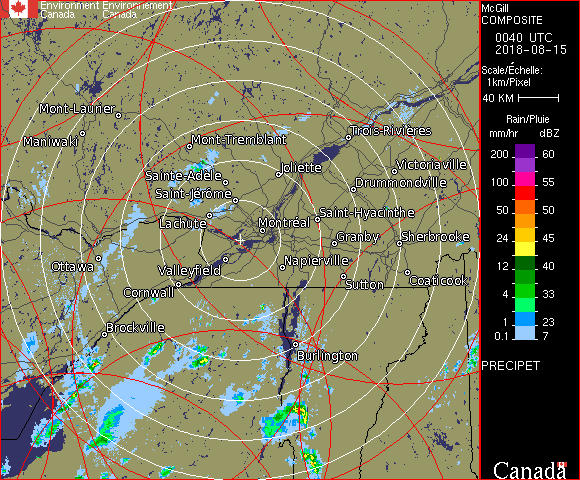 Environment Environnement
Canada Canada
McGill
COMPOSITE
0040 UTC
2018-08-15
Scale/Échelle:
1km/Pixel
40 KM
Rain/Pluie
mm/hr dBZ
200 60
100 55
50 50
24 45
12 40
4 33
1 23
0.1 7
PRECIPET
Canada
Mont-Laurier
Maniwaki
Mont-Tremblant
Trois-Rivières
Sainte-Adèle
Joliette
Victoriaville
Saint-Jérôme
Drummondville
Lachute
Montréal
Saint-Hyacinthe
Granby
Sherbrooke
Ottawa
Valleyfield
Napierville
Cornwall
Sutton
Coaticook
Brockville
Burlington